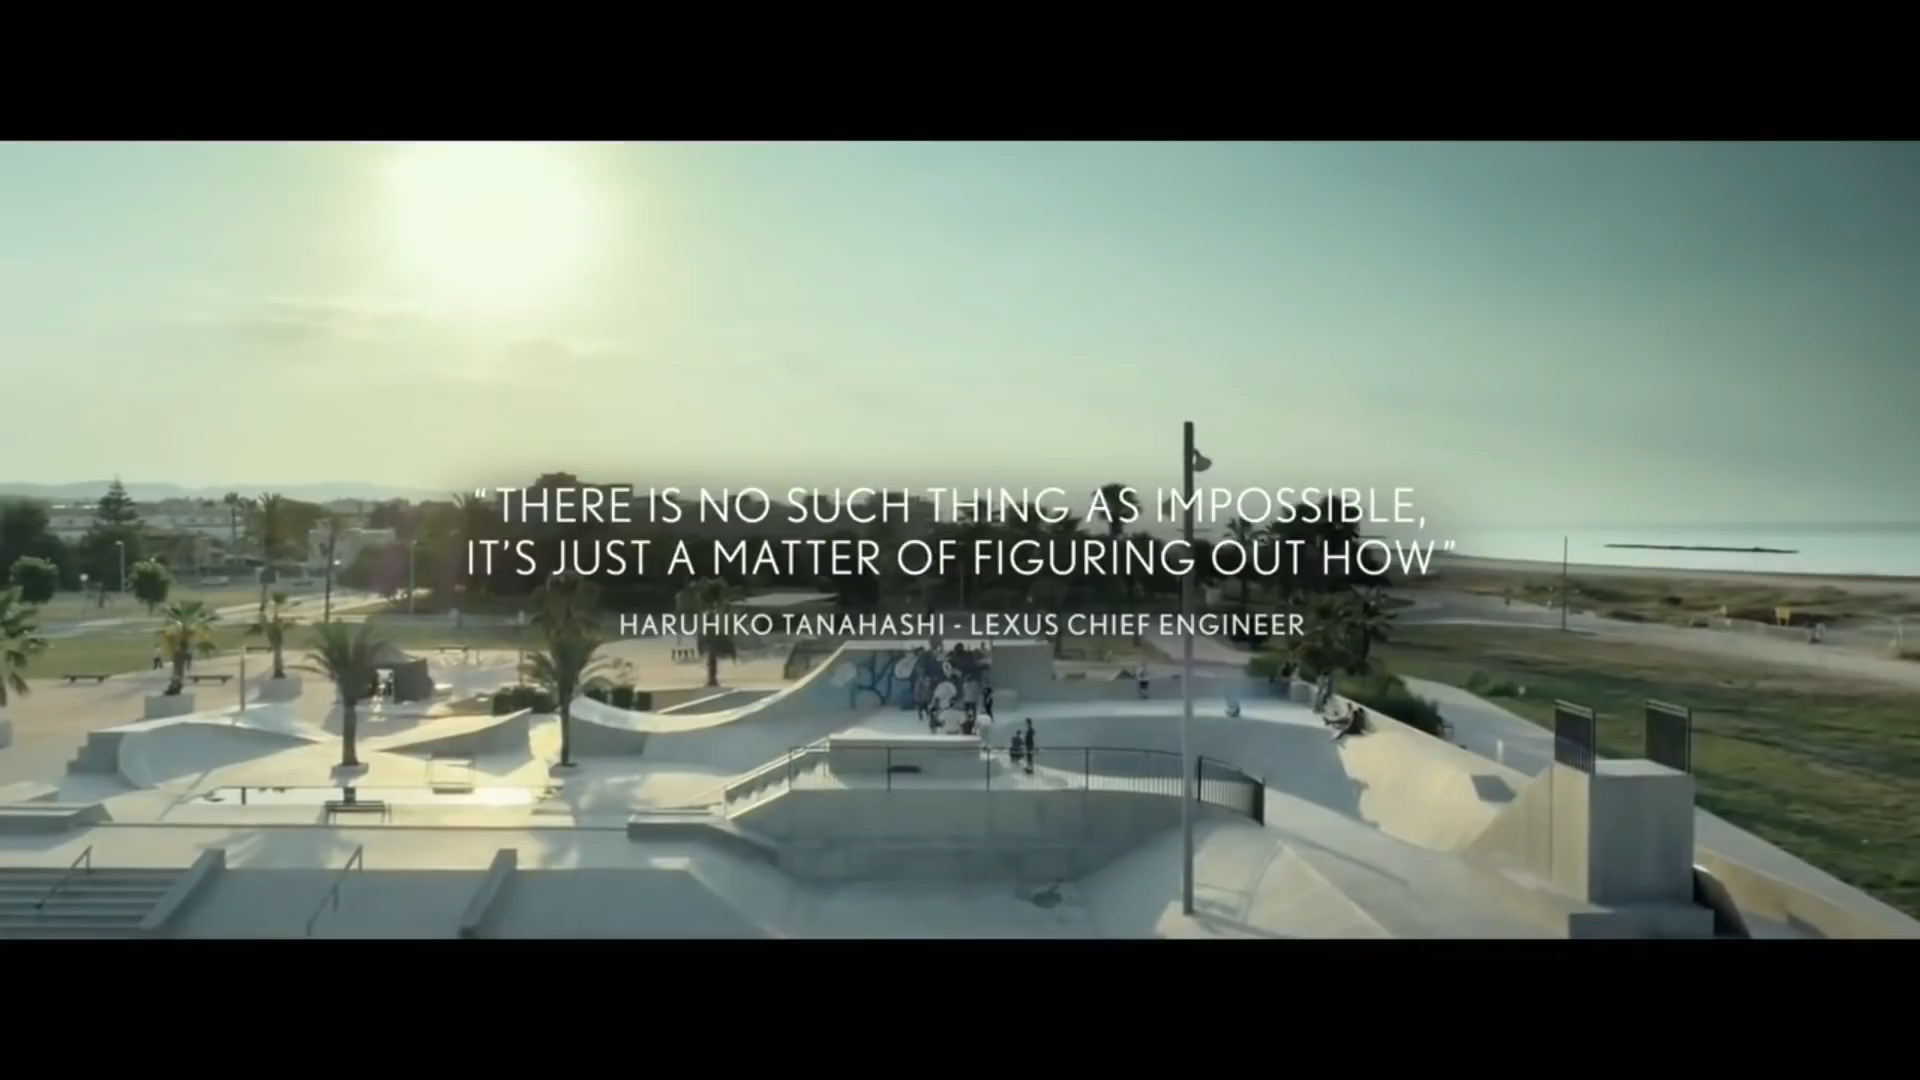 “THERE IS NO SUCH THING AS IMPOSSIBLE,
IT’S JUST A MATTER OF FIGURING OUT HOW”
HARUHIKO TANAHASHI - LEXUS CHIEF ENGINEER